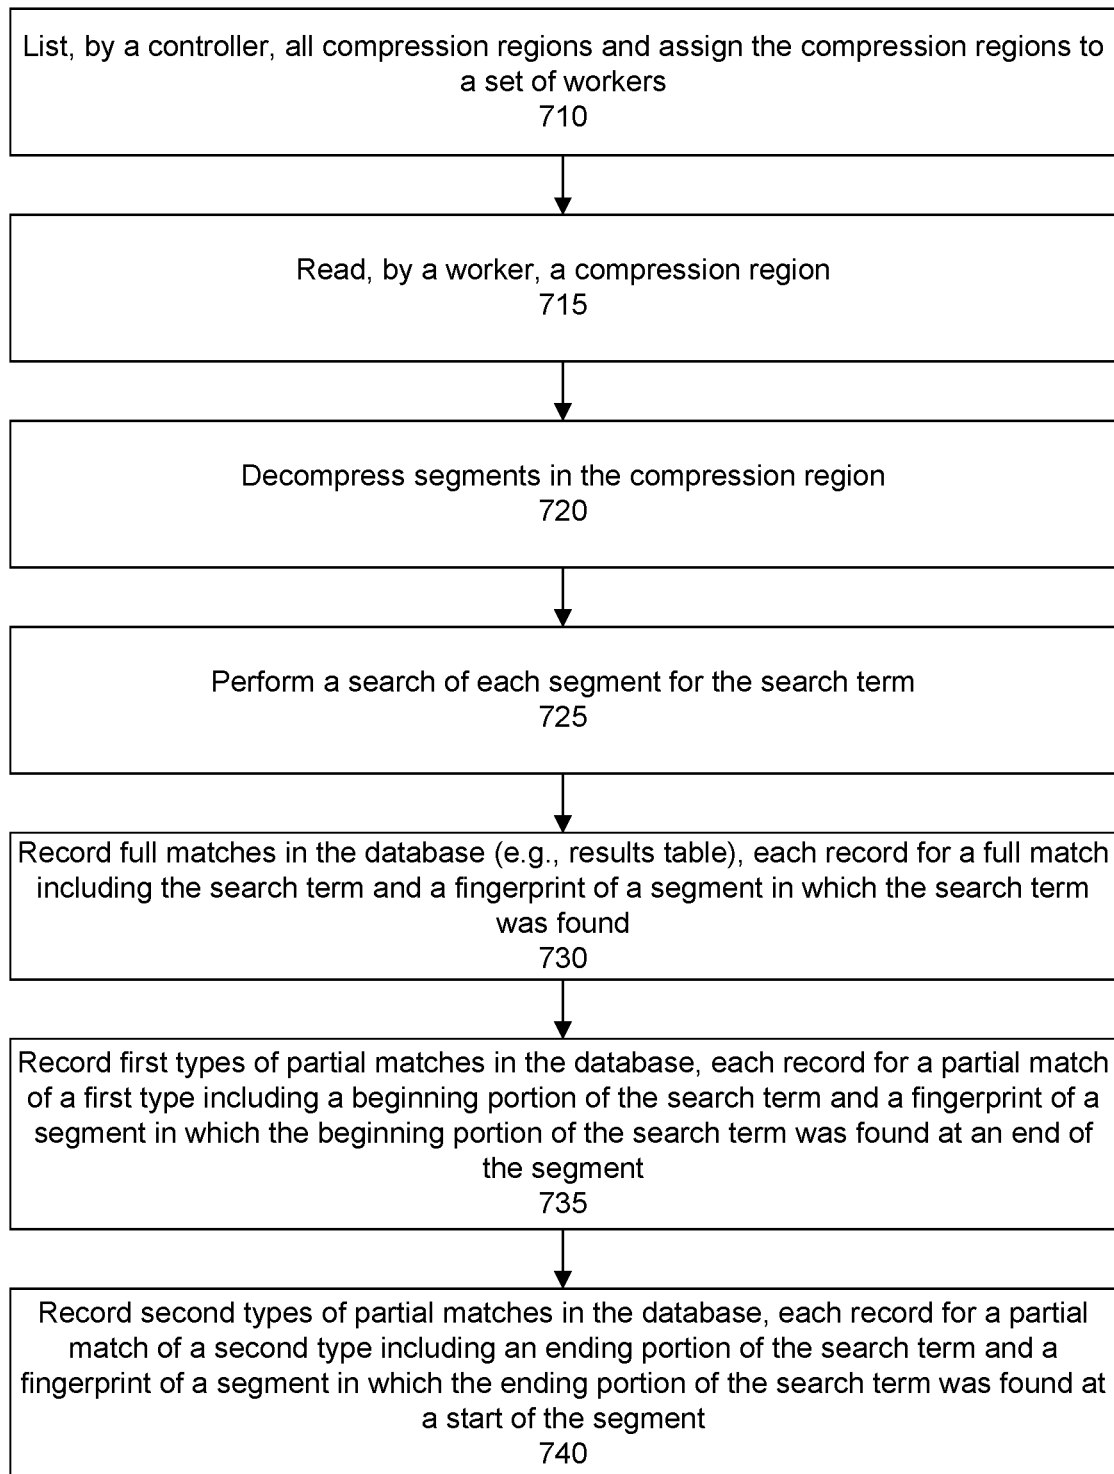 List, by a controller, all compression regions and assign the compression regions to
a set of workers
710
Read, by a worker, a compression region
715
Decompress segments in the compression region
720
Perform a search of each segment for the search term
725
Record full matches in the database (e.g., results table), each record for a full match
including the search term and a fingerprint of a segment in which the search term
was found
730
Record first types of partial matches in the database, each record for a partial match
of a first type including a beginning portion of the search term and a fingerprint of a
segment in which the beginning portion of the search term was found at an end of
the segment
735
Record second types of partial matches in the database, each record for a partial
match of a second type including an ending portion of the search term and a
fingerprint of a segment in which the ending portion of the search term was found at
a start of the segment
740